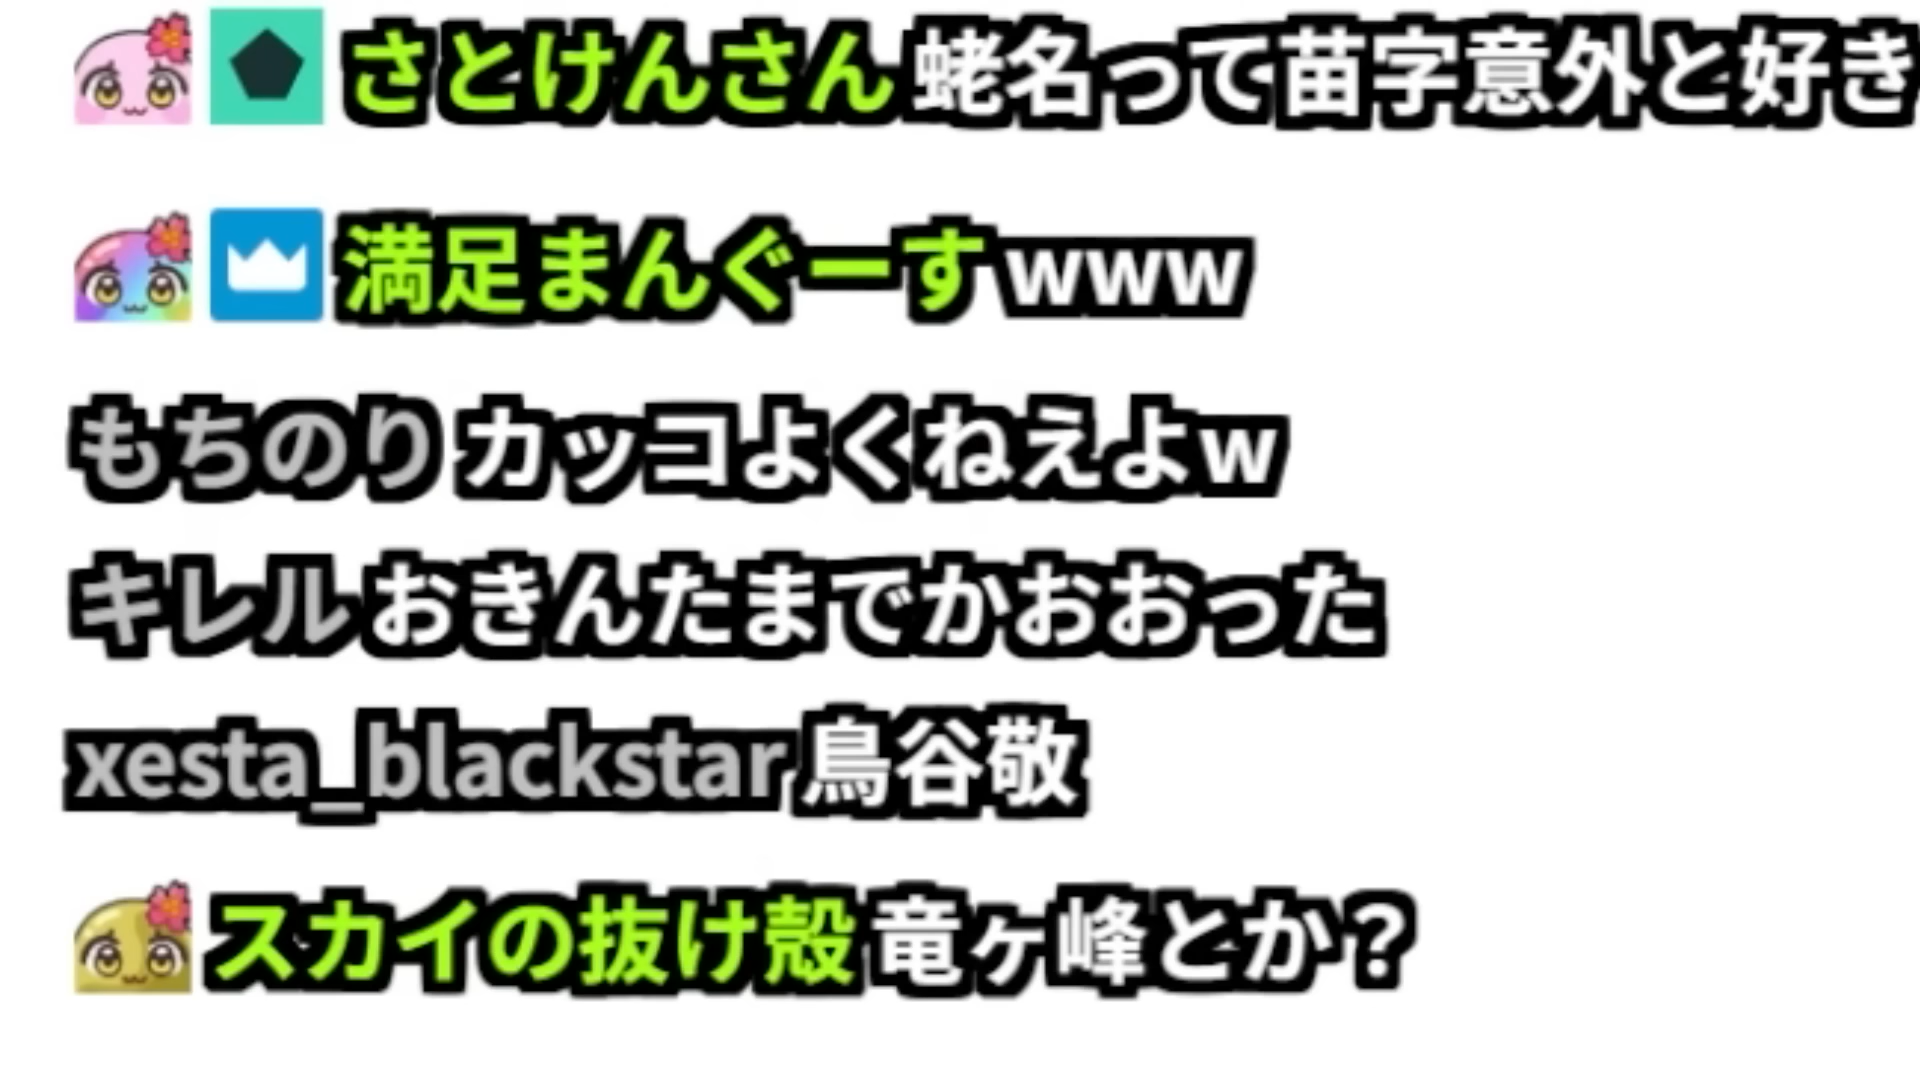 さとけんさん 蛯名って苗字意外と好き
満足まんぐーす www
もちのり カッコよくねえよw
キレル おきんたまでかおおった
xesta_blackstar 鳥谷敬
スカイの抜け殻 竜ヶ峰とか？